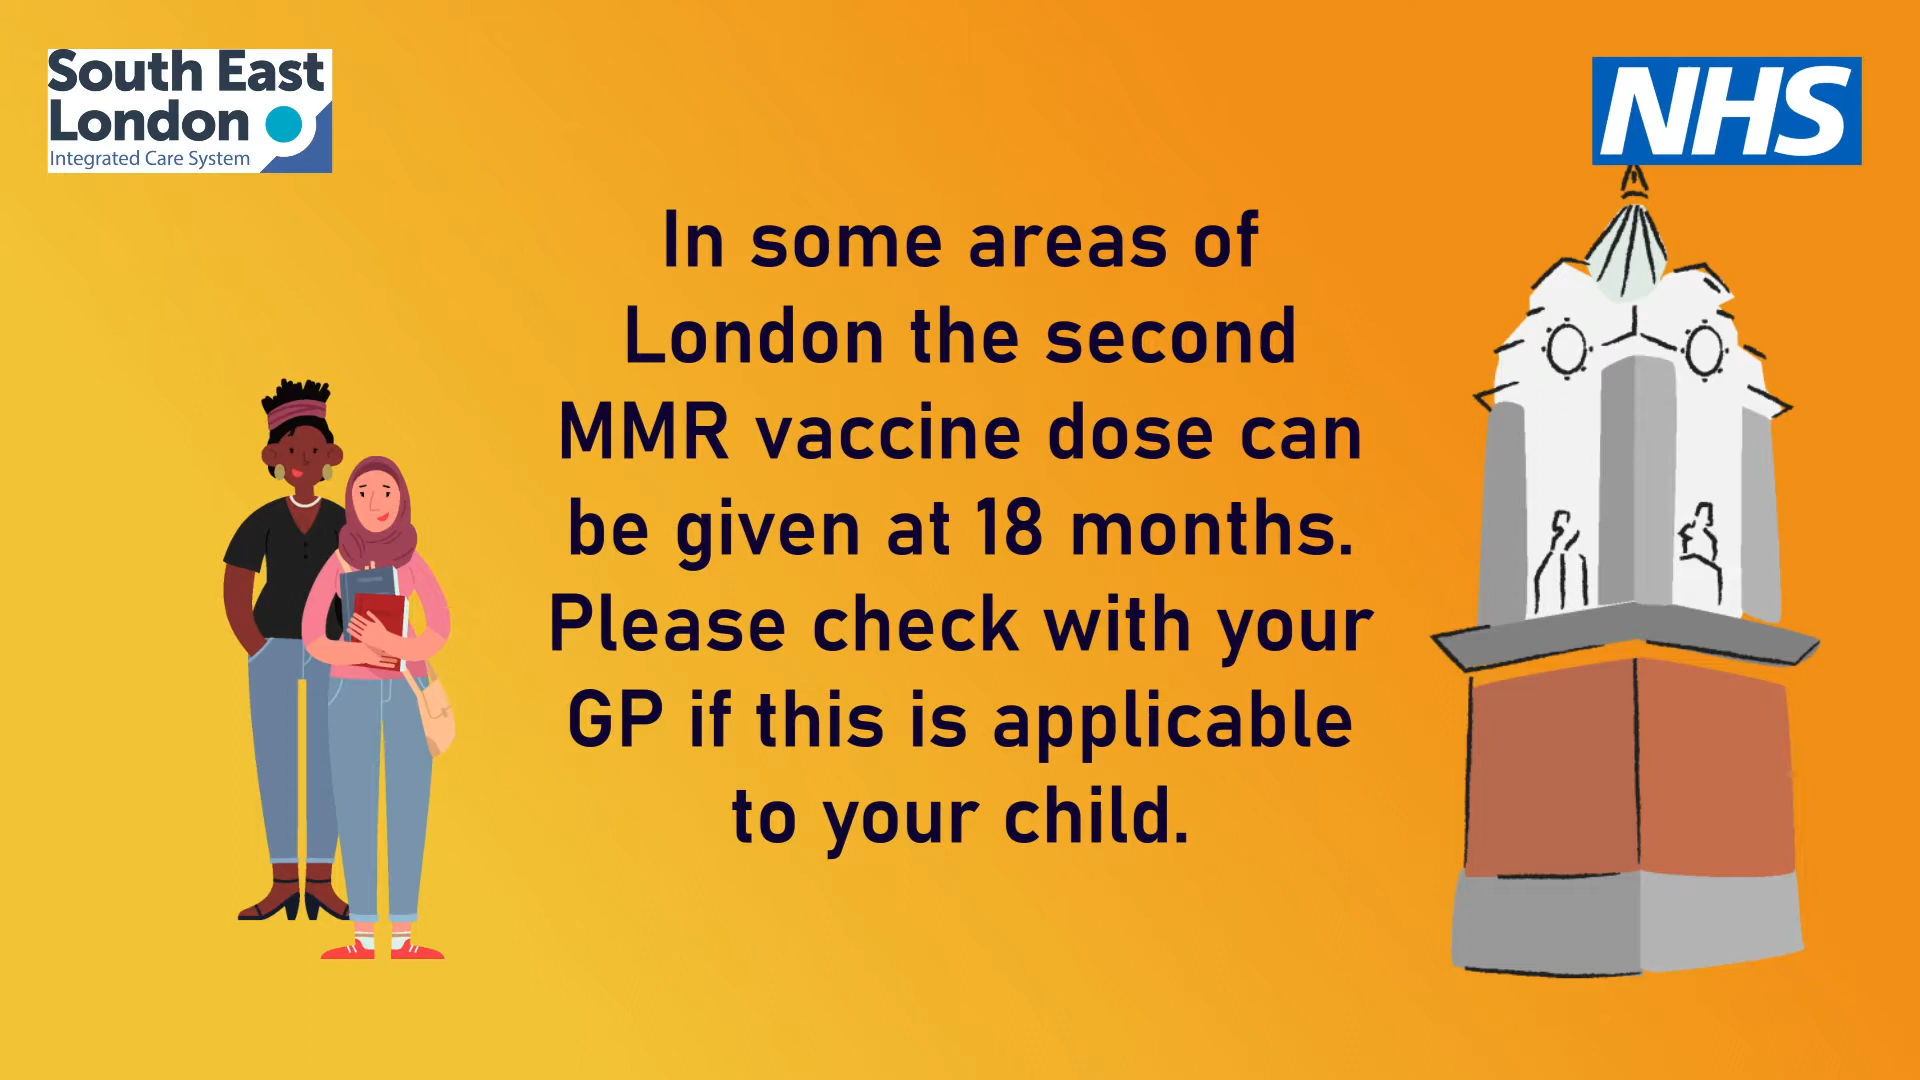 South East
London
Integrated Care System
NHS
In some areas of
London the second
MMR vaccine dose can
be given at 18 months.
Please check with your
GP if this is applicable
to your child.